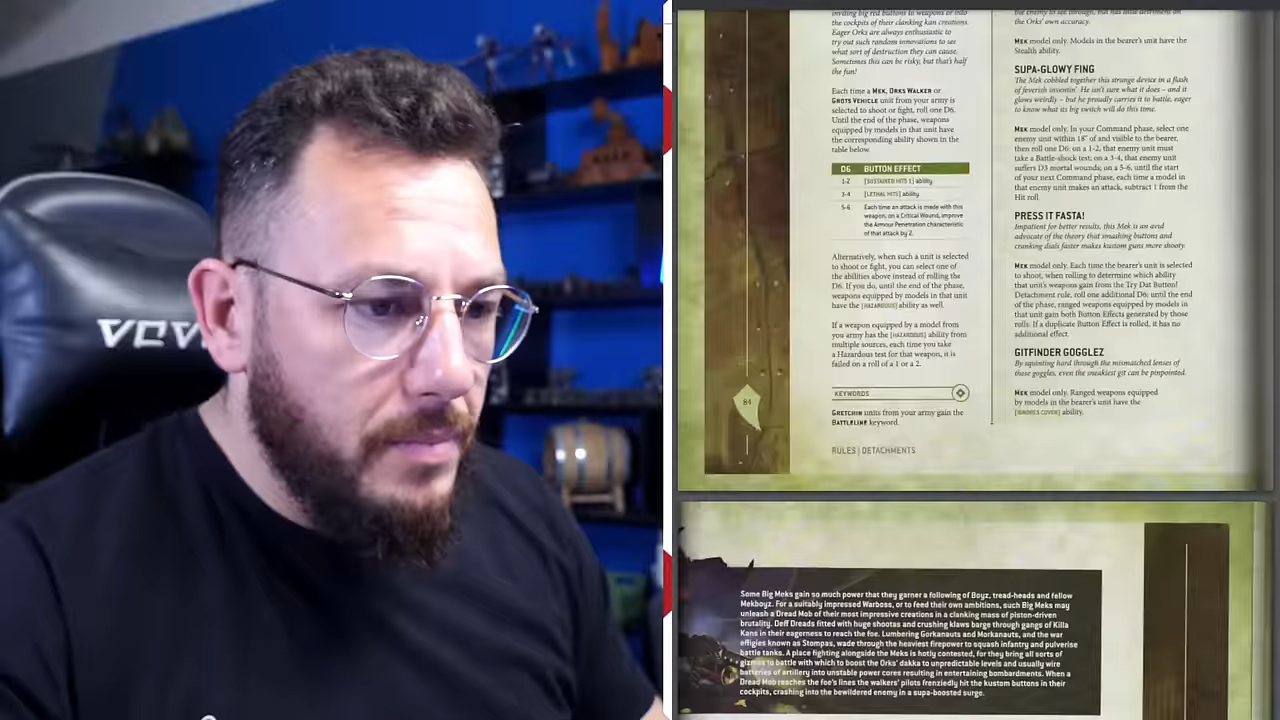 inviting big red buttons to weapons or into
the cockpits of their clanking kan creations.
Eager Orks are always enthusiastic to
try out such random innovations to see
what sort of destruction they can cause.
Sometimes this can be risky, but that's half
the fun!
Each time a MEK, ORKS WALKER or
GROTS VEHICLE unit from your army is
selected to shoot or fight, roll one D6.
Until the end of the phase, weapons
equipped by models in that unit have
the corresponding ability shown in the
table below.
D6 BUTTON EFFECT
1-2 [SUSTAINED HITS 1] ability.
3-4 [LETHAL HITS] ability.
5-6 Each time an attack is made with this
weapon, on a Critical Wound, improve
the Armour Penetration characteristic
of that attack by 2.
Alternatively, when such a unit is selected
to shoot or fight, you can select one of
the abilities above instead of rolling the
D6. If you do, until the end of the phase,
weapons equipped by models in that unit
have the [HAZARDOUS] ability as well.
If a weapon equipped by a model from
you army has the [HAZARDOUS] ability from
multiple sources, each time you take
a Hazardous test for that weapon, it is
failed on a roll of a 1 or a 2.
KEYWORDS
GRETCHIN units from your army gain the
BATTLELINE keyword.
84
RULES | DETACHMENTS
the enemy to see through, but has little detriment on
the Orks' own accuracy.
MEK model only. Models in the bearer's unit have the
Stealth ability.
SUPA-GLOWY FING
The Mek cobbled together this strange device in a flash
of feverish inventin'. He isn't sure what it does – and it
glows weirdly – but he proudly carries it to battle, eager
to know what its big switch will do this time.
MEK model only. In your Command phase, select one
enemy unit within 18" of and visible to the bearer,
then roll one D6: on a 1-2, that enemy unit must
take a Battle-shock test; on a 3-4, that enemy unit
suffers D3 mortal wounds; on a 5-6, until the start
of your next Command phase, each time a model in
that enemy unit makes an attack, subtract 1 from the
Hit roll.
PRESS IT FASTA!
Impatient for better results, this Mek is an avid
advocate of the theory that smashing buttons and
cranking dials faster makes kustom guns more shooty.
MEK model only. Each time the bearer's unit is selected
to shoot, when rolling to determine which ability
that unit's weapons gain from the Try Dat Button!
Detachment rule, roll one additional D6: until the end
of the phase, ranged weapons equipped by models in
that unit gain both Button Effects generated by those
rolls. If a duplicate Button Effect is rolled, it has no
additional effect.
GITFINDER GOGGLEZ
By squinting hard through the mismatched lenses of
these goggles, even the sneakiest git can be pinpointed.
MEK model only. Ranged weapons equipped
by models in the bearer's unit have the
[IGNORES COVER] ability.
Some Big Meks gain so much power that they garner a following of Boyz, tread-heads and fellow
Mekboyz. For a suitably impressed Warboss, or to feed their own ambitions, such Big Meks may
unleash a Dread Mob of their most impressive creations in a clanking mass of piston-driven
brutality. Deff Dreads fitted with huge shootas and crushing klaws barge through gangs of Killa
Kans in their eagerness to reach the foe. Lumbering Gorkanauts and Morkanauts, and the war
effigies known as Stompas, wade through the heaviest firepower to squash infantry and pulverise
battle tanks. A place fighting alongside the Meks is hotly contested, for they bring all sorts of
gizmos to battle with which to boost the Orks' dakka to unpredictable levels and usually wire
batteries of artillery into unstable power cores resulting in entertaining bombardments. When a
Dread Mob reaches the foe's lines the walkers' pilots frenziedly hit the kustom buttons in their
cockpits, crashing into the bewildered enemy in a supa-boosted surge.